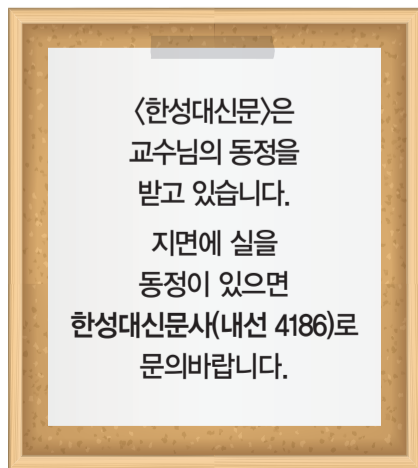 〈한성대신문〉은
교수님의 동정을
받고 있습니다.
지면에 실을
동정이 있으면
한성대신문사(내선 4186)로
문의바랍니다.